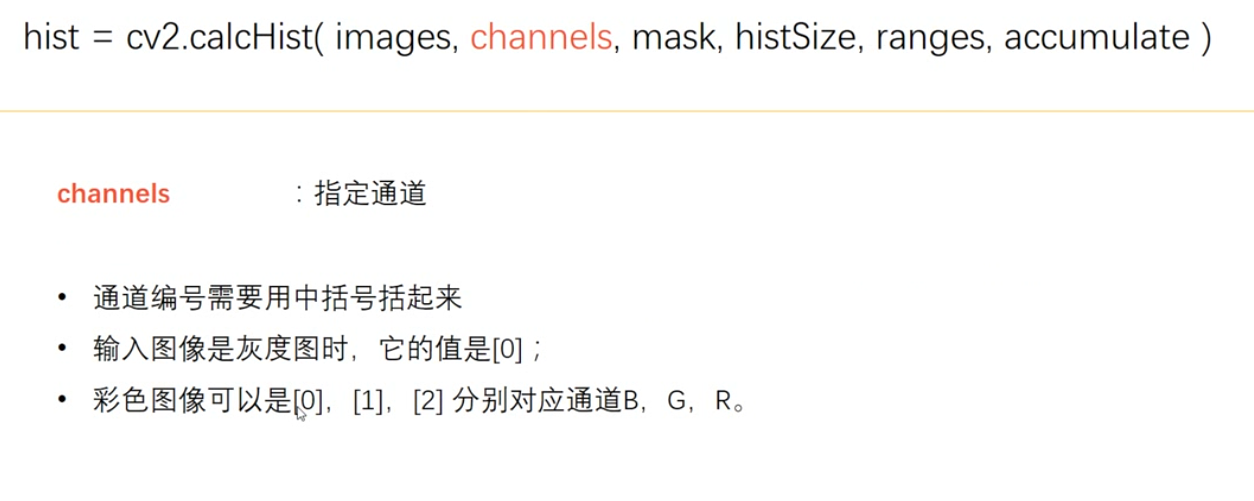 hist = cv2.calcHist( images, channels, mask, histSize, ranges, accumulate )
channels : 指定通道
• 通道编号需要用中括号括起来
• 输入图像是灰度图时，它的值是[0]；
• 彩色图像可以是[0]，[1]，[2] 分别对应通道B，G，R。